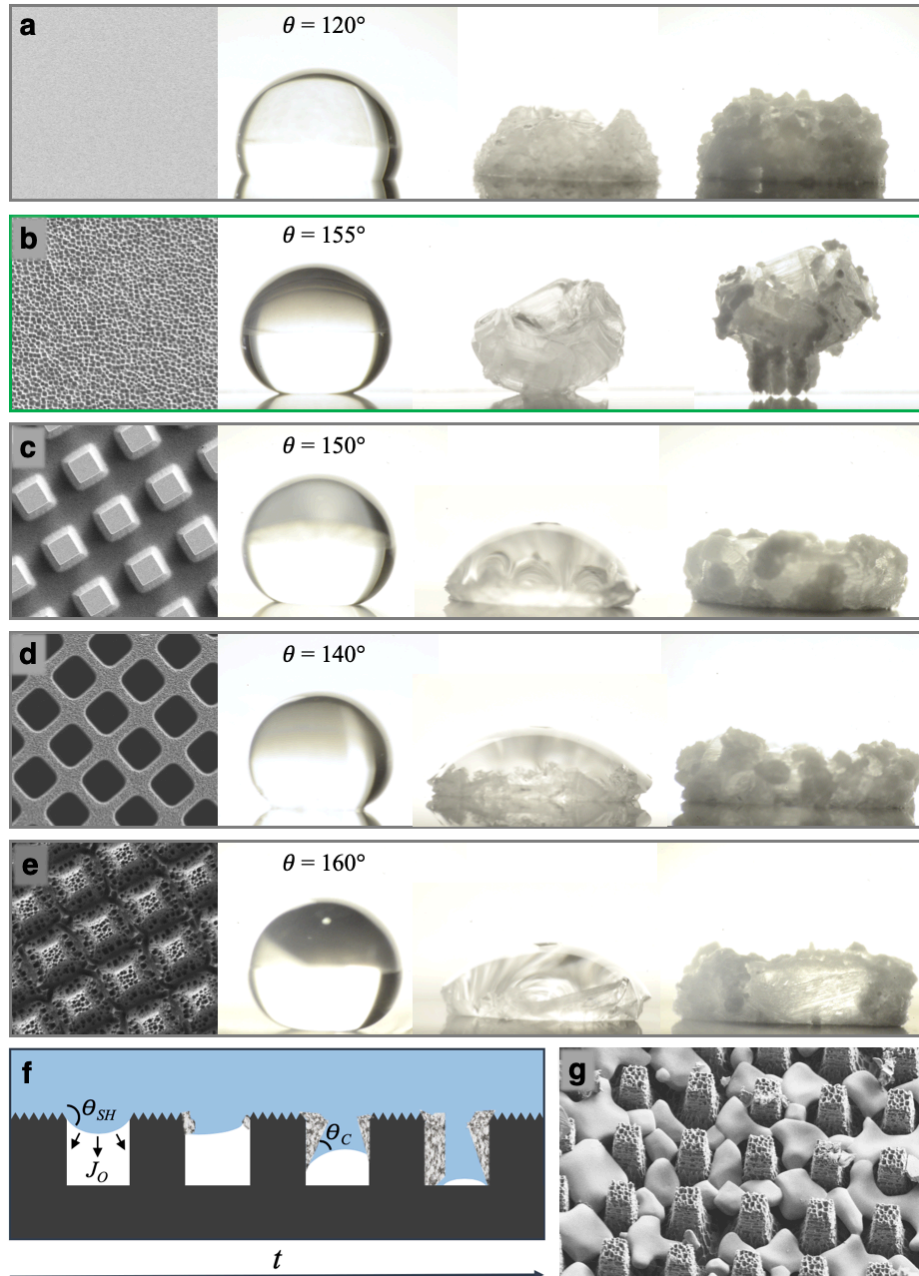 a
θ = 120°
b
θ = 155°
c
θ = 150°
d
θ = 140°
e
θ = 160°
f
θ_SH
J_O
θ_C
t
g